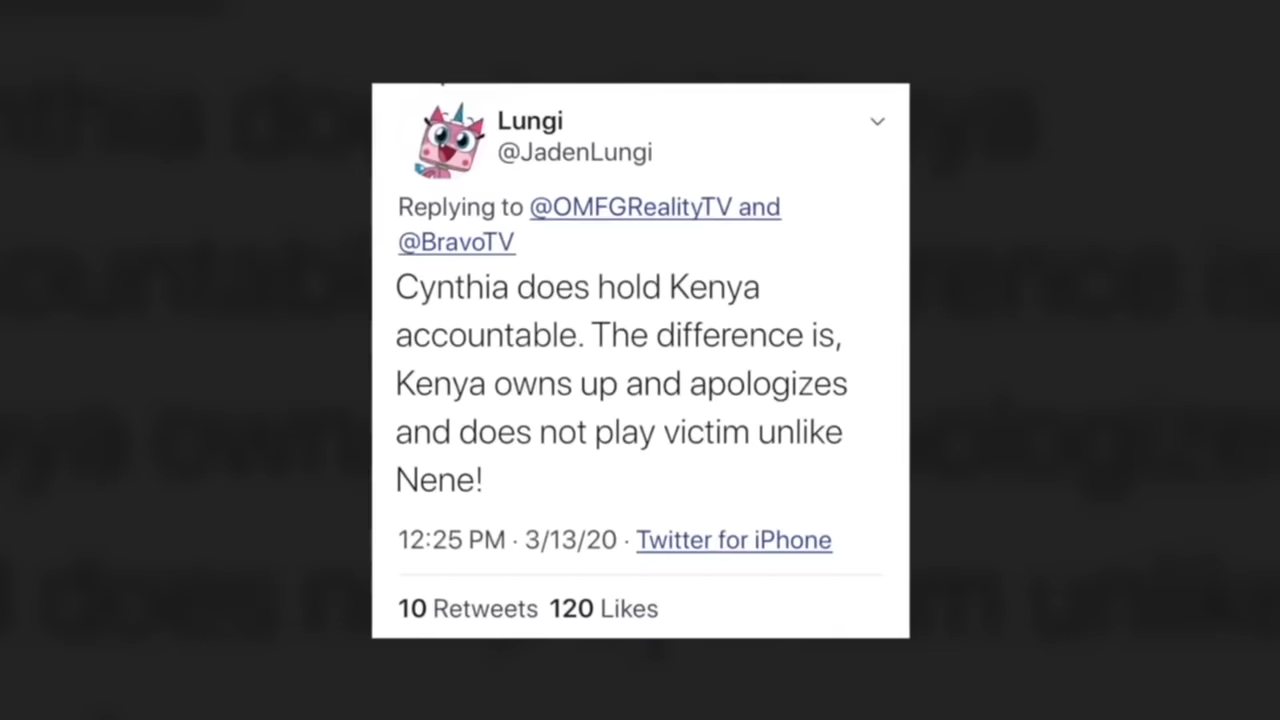 Lungi
@JadenLungi
Replying to @OMFGRealityTV and
@BravoTV
Cynthia does hold Kenya
accountable. The difference is,
Kenya owns up and apologizes
and does not play victim unlike
Nene!
12:25 PM · 3/13/20 · Twitter for iPhone
10 Retweets 120 Likes